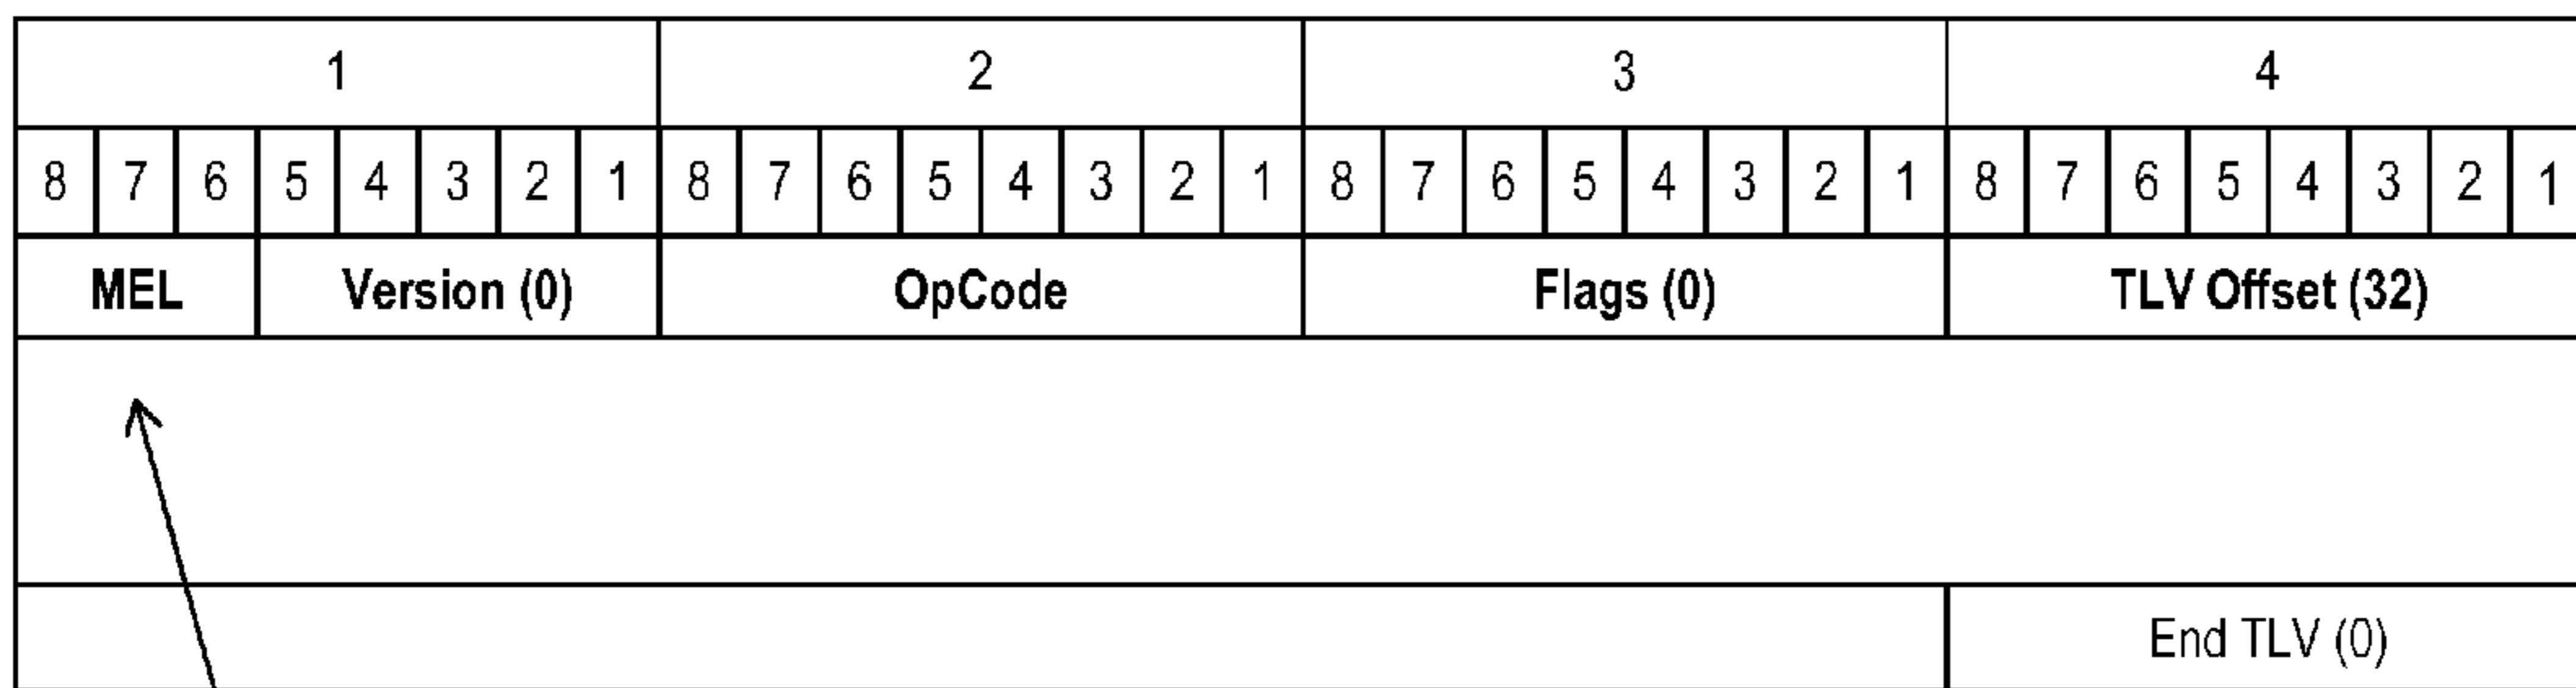 1 2 3 4
8 7 6 5 4 3 2 1 8 7 6 5 4 3 2 1 8 7 6 5 4 3 2 1 8 7 6 5 4 3 2 1
MEL Version (0) OpCode Flags (0) TLV Offset (32)
End TLV (0)